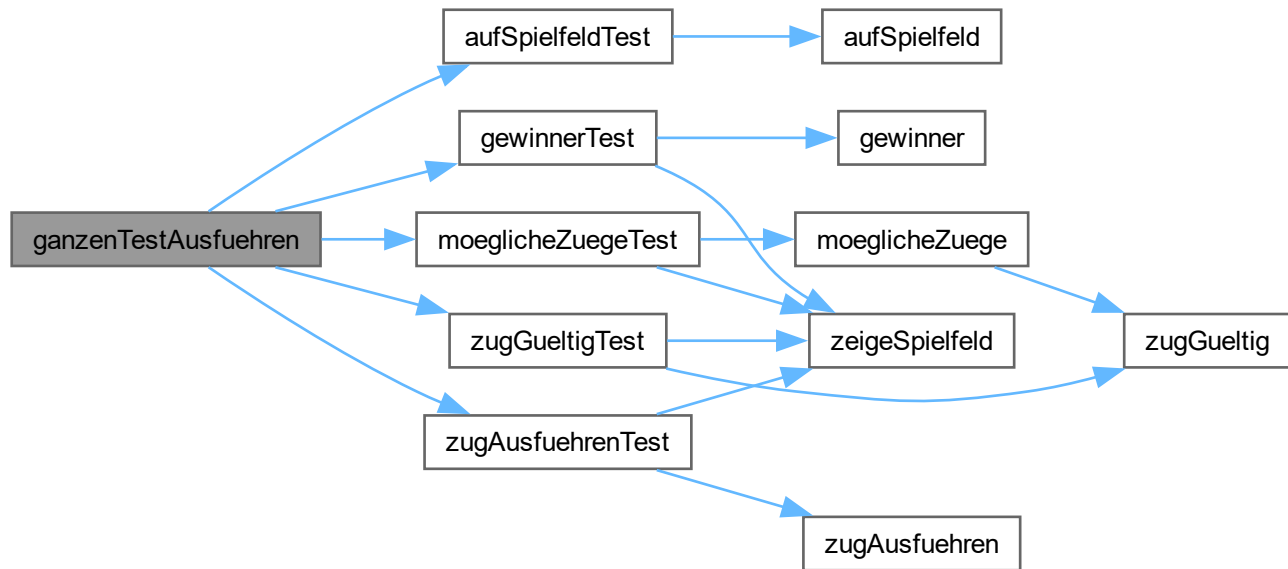 aufSpielfeldTest
aufSpielfeld
gewinnerTest
gewinner
ganzenTestAusfuehren
moeglicheZuegeTest
moeglicheZuege
zugGueltigTest
zeigeSpielfeld
zugGueltig
zugAusfuehrenTest
zugAusfuehren